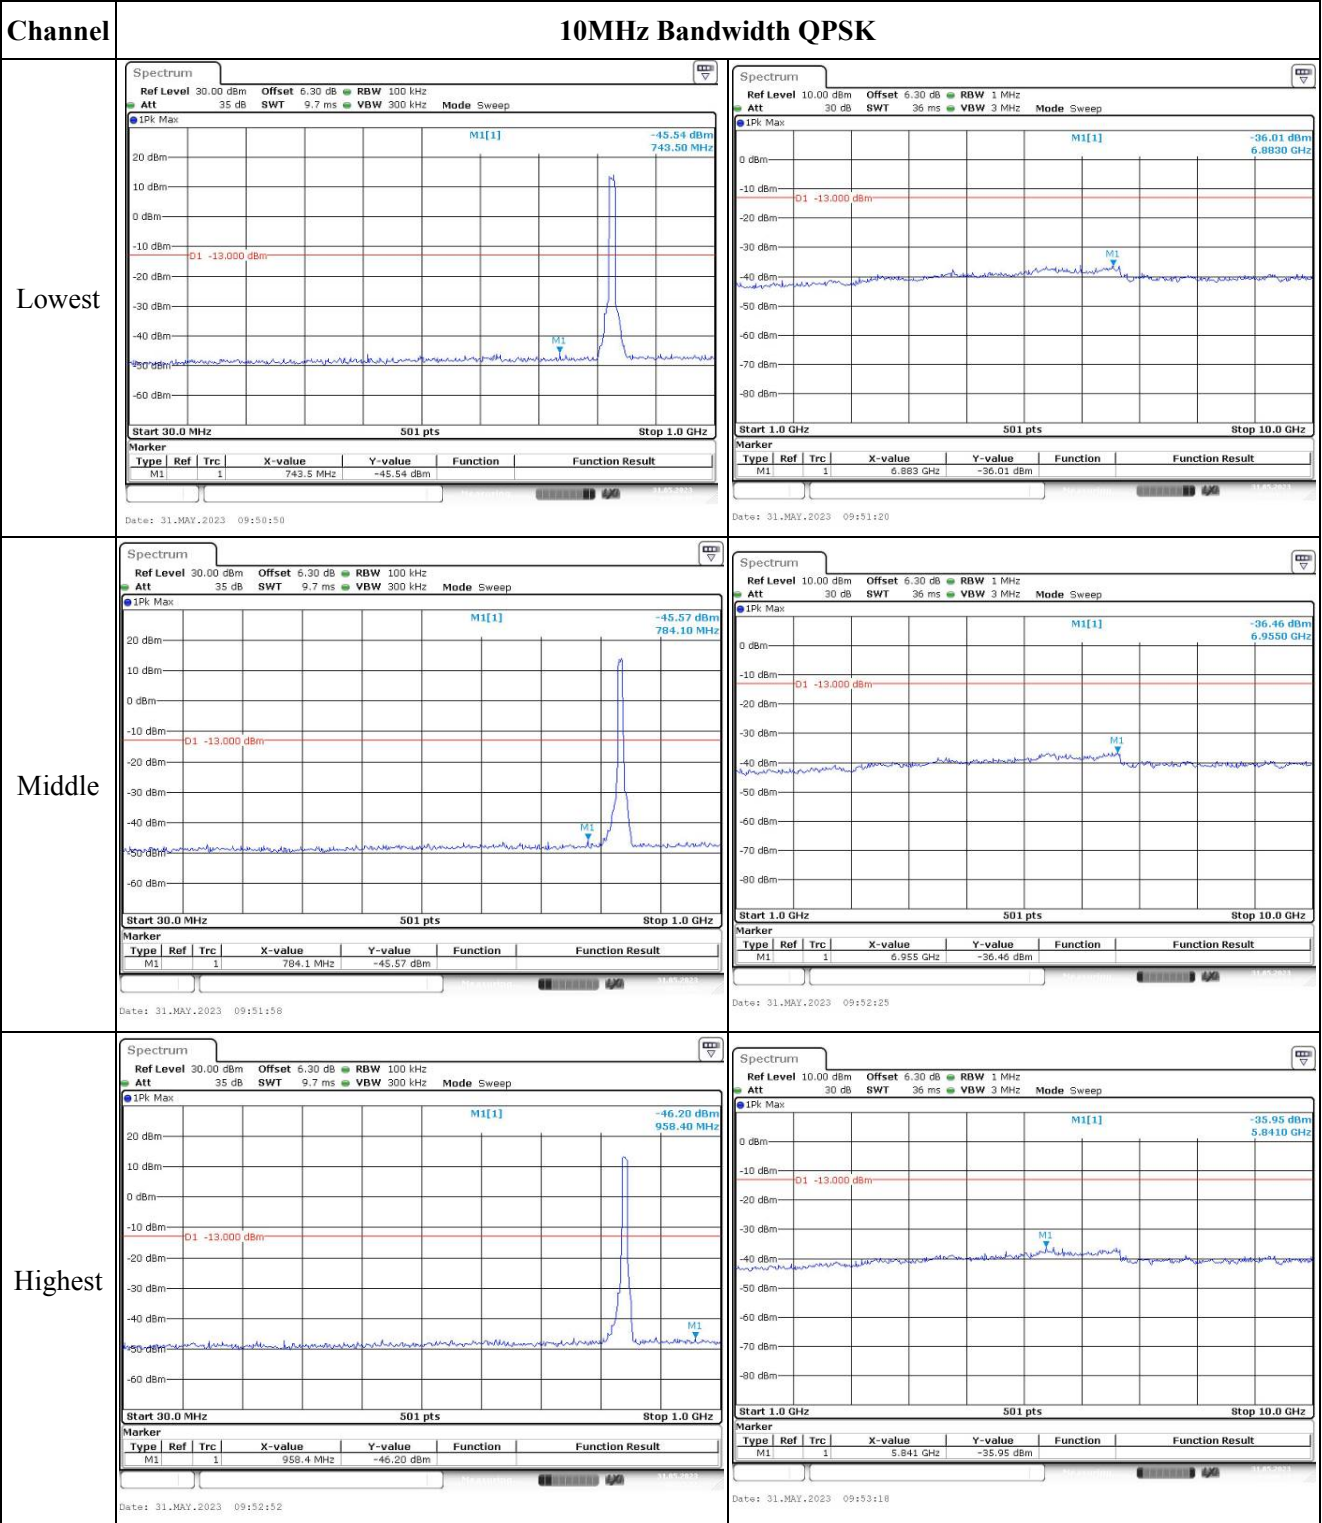 Channel 10MHz Bandwidth QPSK
Lowest
Spectrum
Ref Level 30.00 dBm Offset 6.30 dB RBW 100 kHz
Att 35 dB SWT 9.7 ms VBW 300 kHz Mode Sweep
1Pk Max
M1[1] -45.54 dBm
743.50 MHz
20 dBm
10 dBm
0 dBm
-10 dBm
D1 -13.000 dBm
-20 dBm
-30 dBm
-40 dBm
M1
-50 dBm
-60 dBm
Start 30.0 MHz 501 pts Stop 1.0 GHz
Marker
Type Ref Trc X-value Y-value Function Function Result
M1 1 743.5 MHz -45.54 dBm
Date: 31.MAY.2023 09:50:50
Spectrum
Ref Level 10.00 dBm Offset 6.30 dB RBW 1 MHz
Att 30 dB SWT 36 ms VBW 3 MHz Mode Sweep
1Pk Max
M1[1] -36.01 dBm
6.8830 GHz
0 dBm
-10 dBm
D1 -13.000 dBm
-20 dBm
-30 dBm
M1
-40 dBm
-50 dBm
-60 dBm
-70 dBm
-80 dBm
Start 1.0 GHz 501 pts Stop 10.0 GHz
Marker
Type Ref Trc X-value Y-value Function Function Result
M1 1 6.883 GHz -36.01 dBm
Date: 31.MAY.2023 09:51:20
Middle
Spectrum
Ref Level 30.00 dBm Offset 6.30 dB RBW 100 kHz
Att 35 dB SWT 9.7 ms VBW 300 kHz Mode Sweep
1Pk Max
M1[1] -45.57 dBm
784.10 MHz
20 dBm
10 dBm
0 dBm
-10 dBm
D1 -13.000 dBm
-20 dBm
-30 dBm
-40 dBm
M1
-50 dBm
-60 dBm
Start 30.0 MHz 501 pts Stop 1.0 GHz
Marker
Type Ref Trc X-value Y-value Function Function Result
M1 1 784.1 MHz -45.57 dBm
Date: 31.MAY.2023 09:51:58
Spectrum
Ref Level 10.00 dBm Offset 6.30 dB RBW 1 MHz
Att 30 dB SWT 36 ms VBW 3 MHz Mode Sweep
1Pk Max
M1[1] -36.46 dBm
6.9550 GHz
0 dBm
-10 dBm
D1 -13.000 dBm
-20 dBm
-30 dBm
M1
-40 dBm
-50 dBm
-60 dBm
-70 dBm
-80 dBm
Start 1.0 GHz 501 pts Stop 10.0 GHz
Marker
Type Ref Trc X-value Y-value Function Function Result
M1 1 6.955 GHz -36.46 dBm
Date: 31.MAY.2023 09:52:25
Highest
Spectrum
Ref Level 30.00 dBm Offset 6.30 dB RBW 100 kHz
Att 35 dB SWT 9.7 ms VBW 300 kHz Mode Sweep
1Pk Max
M1[1] -46.20 dBm
958.40 MHz
20 dBm
10 dBm
0 dBm
-10 dBm
D1 -13.000 dBm
-20 dBm
-30 dBm
-40 dBm
M1
-50 dBm
-60 dBm
Start 30.0 MHz 501 pts Stop 1.0 GHz
Marker
Type Ref Trc X-value Y-value Function Function Result
M1 1 958.4 MHz -46.20 dBm
Date: 31.MAY.2023 09:52:52
Spectrum
Ref Level 10.00 dBm Offset 6.30 dB RBW 1 MHz
Att 30 dB SWT 36 ms VBW 3 MHz Mode Sweep
1Pk Max
M1[1] -35.95 dBm
5.8410 GHz
0 dBm
-10 dBm
D1 -13.000 dBm
-20 dBm
-30 dBm
M1
-40 dBm
-50 dBm
-60 dBm
-70 dBm
-80 dBm
Start 1.0 GHz 501 pts Stop 10.0 GHz
Marker
Type Ref Trc X-value Y-value Function Function Result
M1 1 5.841 GHz -35.95 dBm
Date: 31.MAY.2023 09:53:18